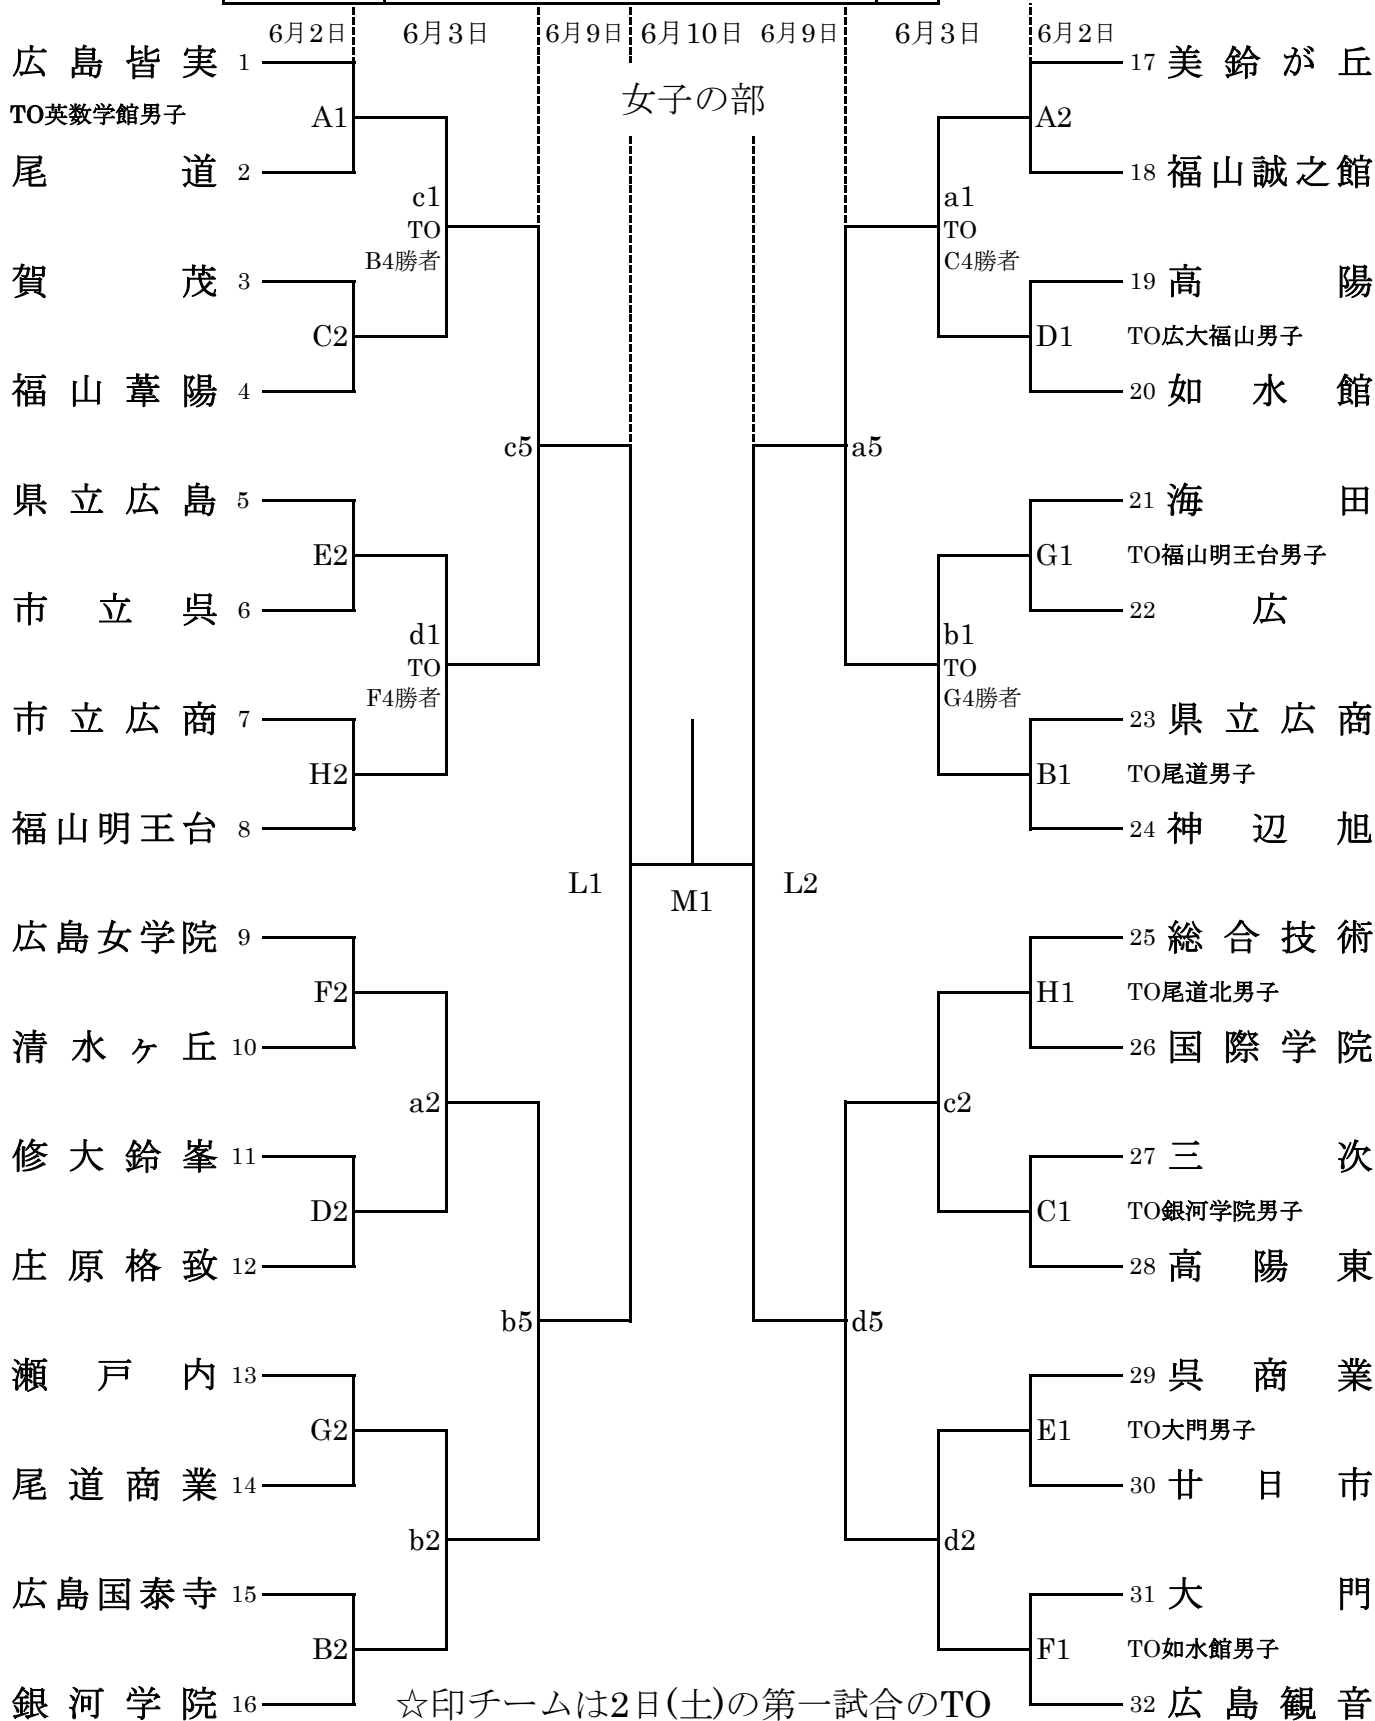 6月2日 6月3日 6月9日 6月10日 6月9日 6月3日 6月2日
広島皆実 1 17 美鈴が丘
女子の部
TO英数学館男子 A1 A2
尾道 2 18 福山誠之館
c1 a1
TO TO
B4勝者 C4勝者
賀茂 3 19 高陽
C2 D1 TO広大福山男子
福山葦陽 4 20 如水館
c5 a5
県立広島 5 21 海田
E2 G1 TO福山明王台男子
市立呉 6 22 広
d1 b1
TO TO
F4勝者 G4勝者
市立広商 7 23 県立広商
H2 B1 TO尾道男子
福山明王台 8 24 神辺旭
L1 M1 L2
広島女学院 9 25 総合技術
F2 H1 TO尾道北男子
清水ヶ丘 10 26 国際学院
a2 c2
修大鈴峯 11 27 三次
D2 C1 TO銀河学院男子
庄原格致 12 28 高陽東
b5 d5
瀬戸内 13 29 呉商業
G2 E1 TO大門男子
尾道商業 14 30 廿日市
b2 d2
広島国泰寺 15 31 大門
B2 F1 TO如水館男子
銀河学院 16 ☆印チームは2日(土)の第一試合のTO 32 広島観音